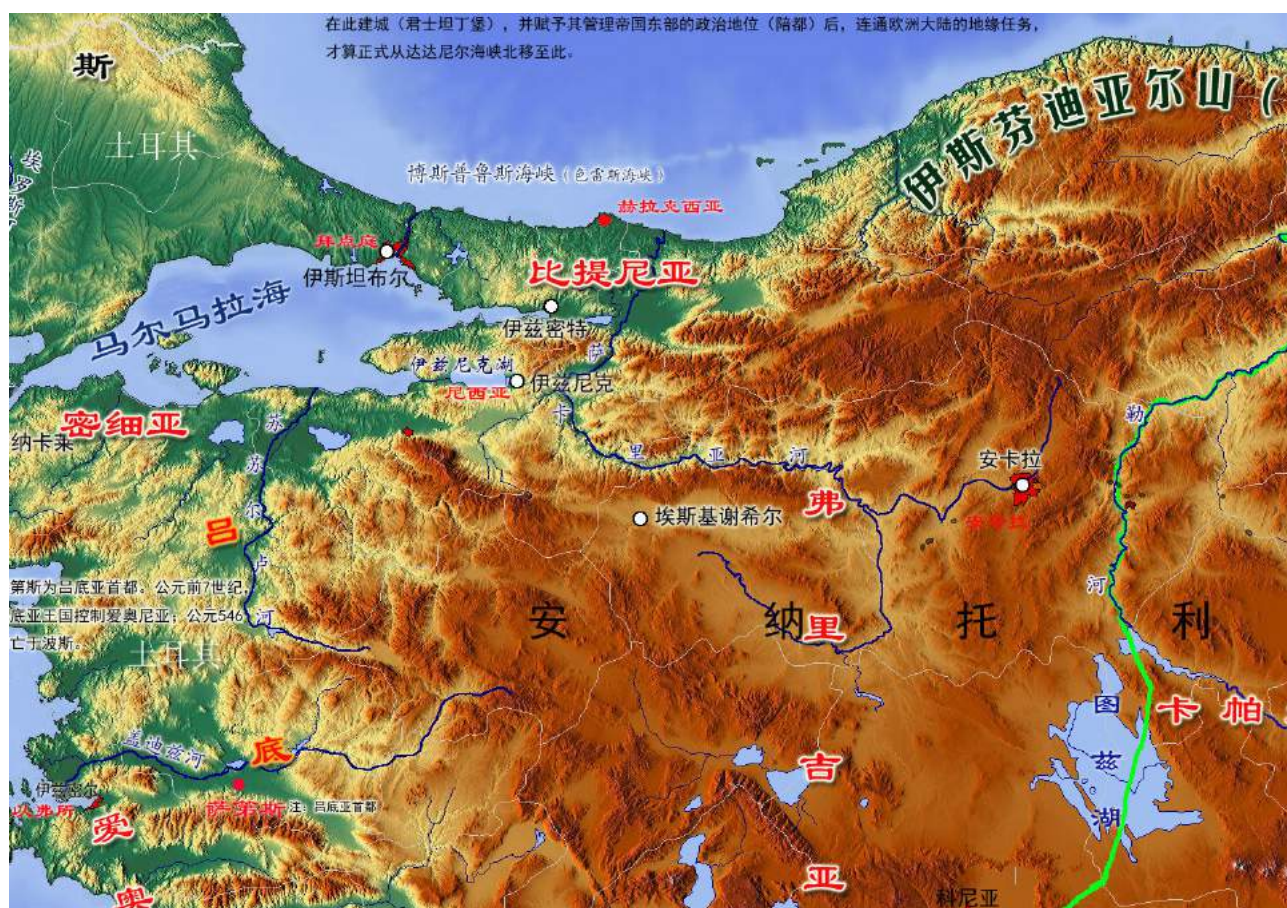 在此建城（君士坦丁堡），并赋予其管理帝国东部的政治地位（陪都）后，连通欧洲大陆的地缘任务，
才算正式从达达尼尔海峡北移至此。
斯
土耳其
埃罗斯
伊斯芬迪亚尔山（
博斯普鲁斯海峡（色雷斯海峡）
赫拉克西亚
拜占庭
伊斯坦布尔
比提尼亚
马尔马拉海
伊兹密特
伊兹尼克湖
尼西亚
伊兹尼克
萨卡里亚河
密细亚
纳卡莱
苏苏尔卢河
勒河
安卡拉
埃斯基谢希尔
弗里吉亚
吕底
第斯为吕底亚首都。公元前7世纪，
底亚王国控制爱奥尼亚；公元546
亡于波斯。
土耳其
安纳托利
卡帕
图兹湖
盖迪兹河
伊兹密尔
以弗所
萨第斯
注：吕底亚首都
爱奥
科尼亚